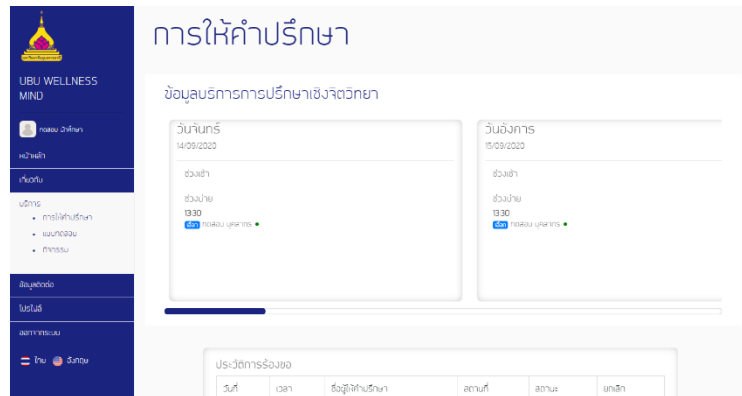 การให้คำปรึกษา
UBU WELLNESS
MIND
ทดสอบ นักศึกษา
หน้าหลัก
เกี่ยวกับ
บริการ
การให้คำปรึกษา
แบบทดสอบ
กิจกรรม
ข้อมูลติดต่อ
โปรไฟล์
ออกจากระบบ
ไทย อังกฤษ
ข้อมูลบริการการปรึกษาเชิงจิตวิทยา
วันจันทร์
14/09/2020
ช่วงเช้า
ช่วงบ่าย
13:30
เลือก ทดสอบ บุคลากร
วันอังคาร
15/09/2020
ช่วงเช้า
ช่วงบ่าย
13:30
เลือก ทดสอบ บุคลากร
ประวัติการร้องขอ
วันที่ เวลา ชื่อผู้ให้คำปรึกษา สถานที่ สถานะ ยกเลิก